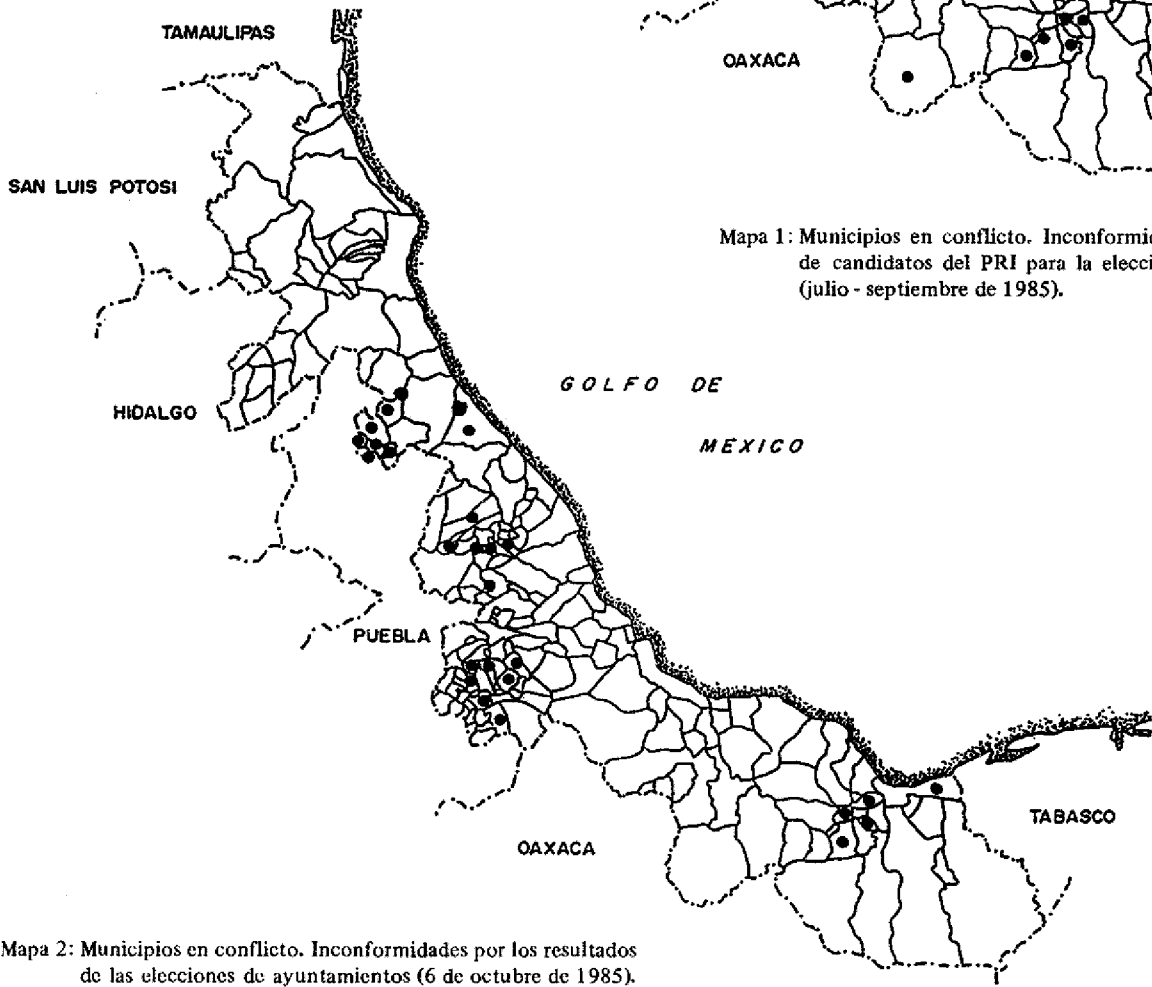 TAMAULIPAS
OAXACA
SAN LUIS POTOSI
Mapa 1: Municipios en conflicto. Inconformid
de candidatos del PRI para la elecci
(julio - septiembre de 1985).
GOLFO DE
MEXICO
HIDALGO
PUEBLA
TABASCO
OAXACA
Mapa 2: Municipios en conflicto. Inconformidades por los resultados
de las elecciones de ayuntamientos (6 de octubre de 1985).